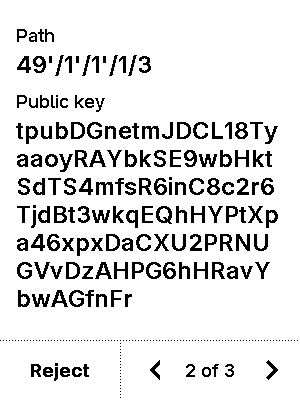 Path
49'/1'/1'/1/3
Public key
tpubDGnetmJDCL18Ty
aaoyRAYbkSE9wbHkt
SdTS4mfsR6inC8c2r6
TjdBt3wkqEQhHYPtXp
a46xpxDaCXU2PRNU
GVvDzAHPG6hHRavY
bwAGfnFr
Reject
2 of 3